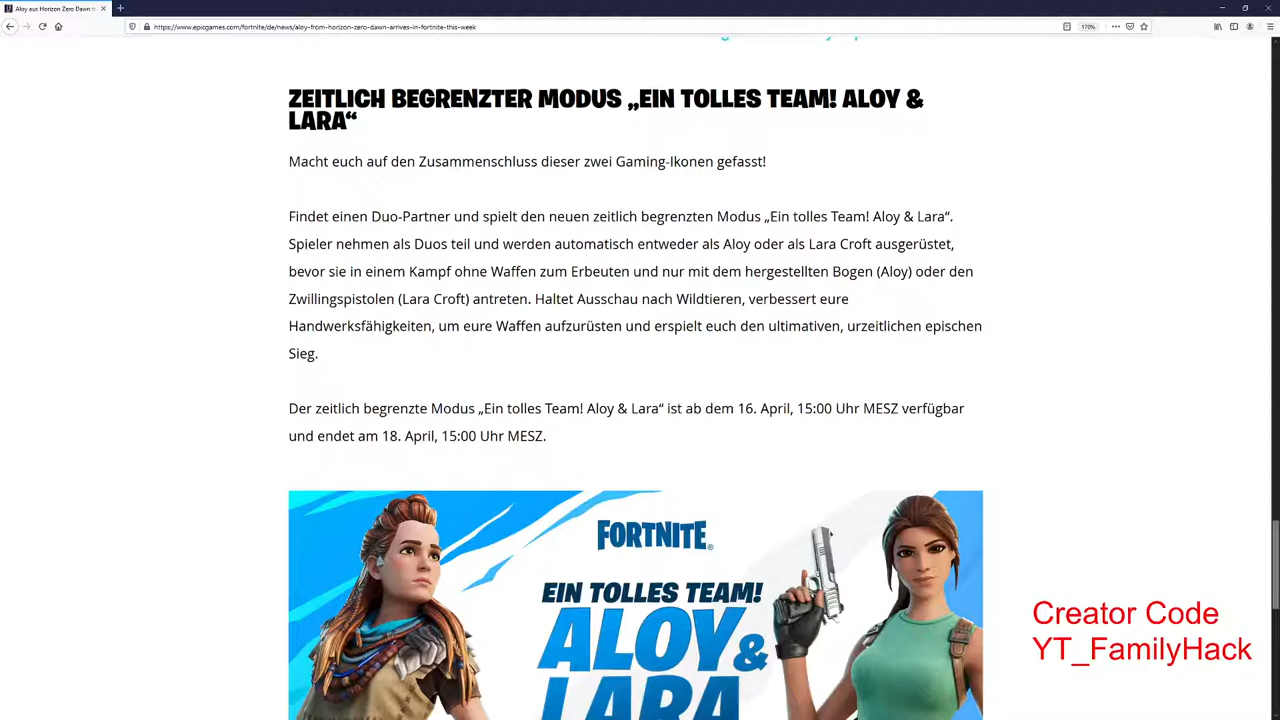 Aloy aus Horizon Zero Dawn
https://www.epicgames.com/fortnite/de/news/aloy-from-horizon-zero-dawn-arrives-in-fortnite-this-week
170%
ZEITLICH BEGRENZTER MODUS „EIN TOLLES TEAM! ALOY &
LARA“
Macht euch auf den Zusammenschluss dieser zwei Gaming-Ikonen gefasst!
Findet einen Duo-Partner und spielt den neuen zeitlich begrenzten Modus „Ein tolles Team! Aloy & Lara“.
Spieler nehmen als Duos teil und werden automatisch entweder als Aloy oder als Lara Croft ausgerüstet,
bevor sie in einem Kampf ohne Waffen zum Erbeuten und nur mit dem hergestellten Bogen (Aloy) oder den
Zwillingspistolen (Lara Croft) antreten. Haltet Ausschau nach Wildtieren, verbessert eure
Handwerksfähigkeiten, um eure Waffen aufzurüsten und erspielt euch den ultimativen, urzeitlichen epischen
Sieg.
Der zeitlich begrenzte Modus „Ein tolles Team! Aloy & Lara“ ist ab dem 16. April, 15:00 Uhr MESZ verfügbar
und endet am 18. April, 15:00 Uhr MESZ.
FORTNITE
EIN TOLLES TEAM!
ALOY &
LARA
Creator Code
YT_FamilyHack